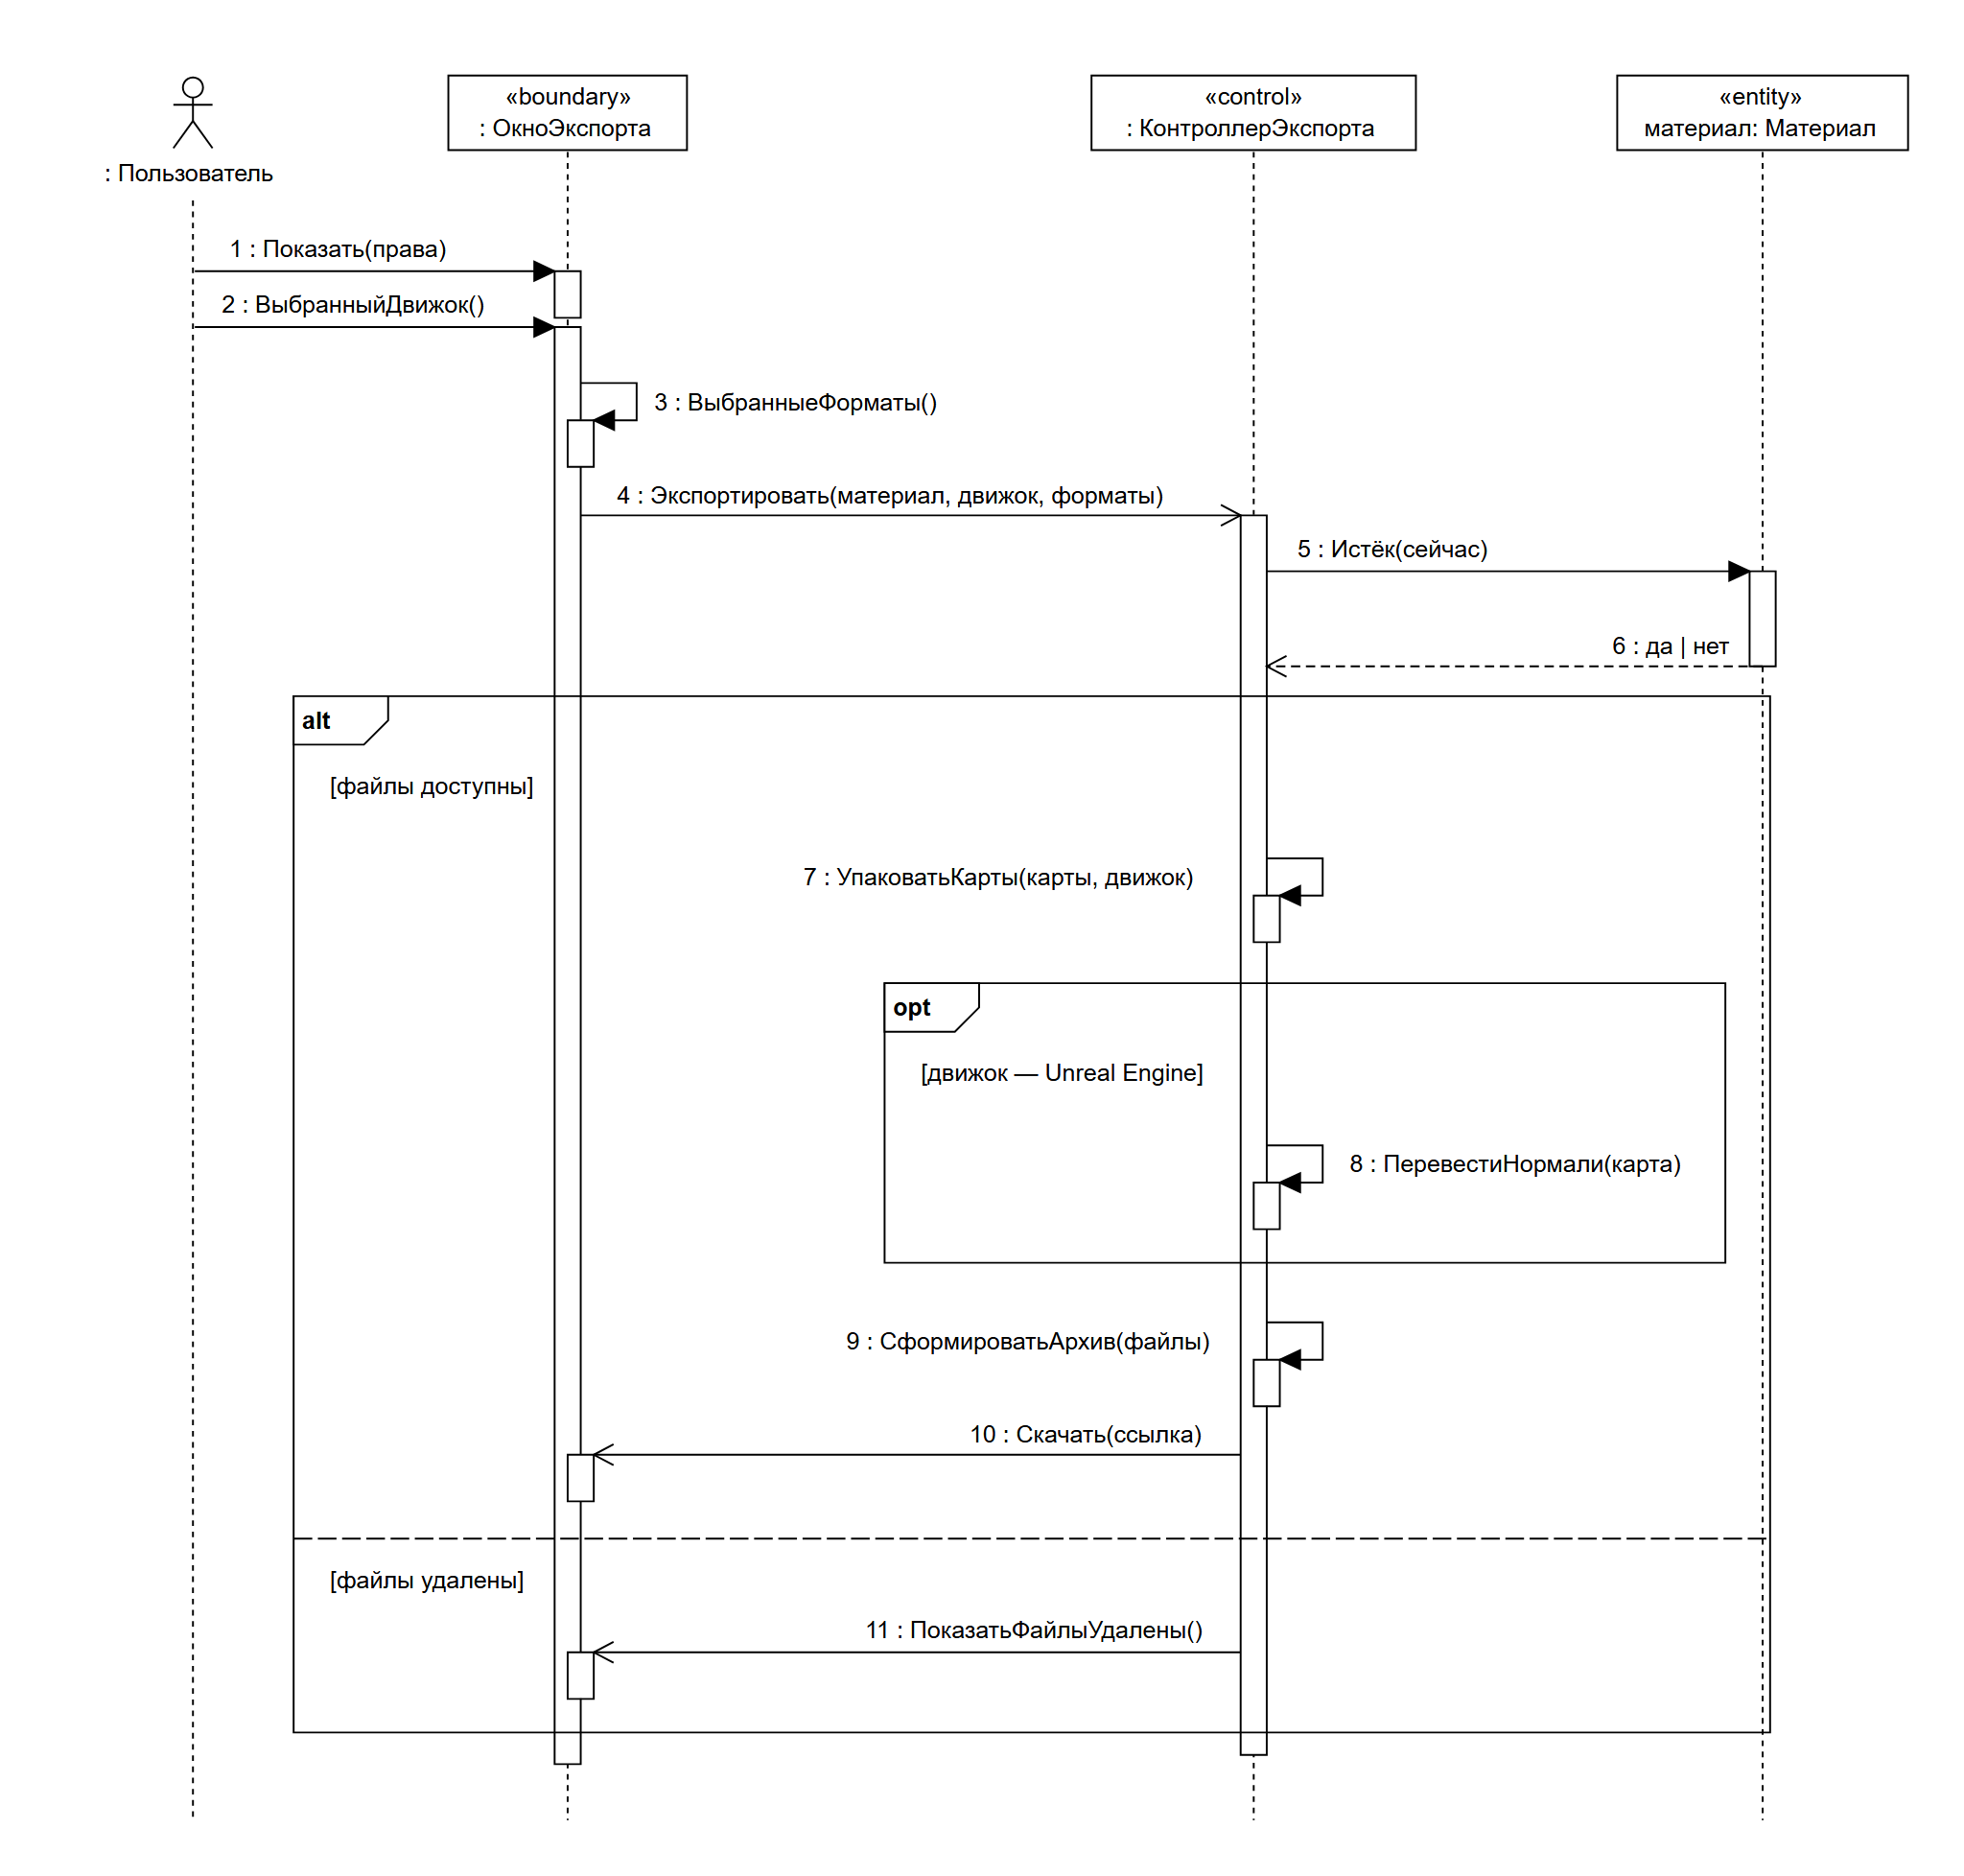 «boundary»
: ОкноЭкспорта
«control»
: КонтроллерЭкспорта
«entity»
материал: Материал
: Пользователь
1 : Показать(права)
2 : ВыбранныйДвижок()
3 : ВыбранныеФорматы()
4 : Экспортировать(материал, движок, форматы)
5 : Истёк(сейчас)
6 : да | нет
alt
[файлы доступны]
7 : УпаковатьКарты(карты, движок)
opt
[движок — Unreal Engine]
8 : ПеревестиНормали(карта)
9 : СформироватьАрхив(файлы)
10 : Скачать(ссылка)
[файлы удалены]
11 : ПоказатьФайлыУдалены()